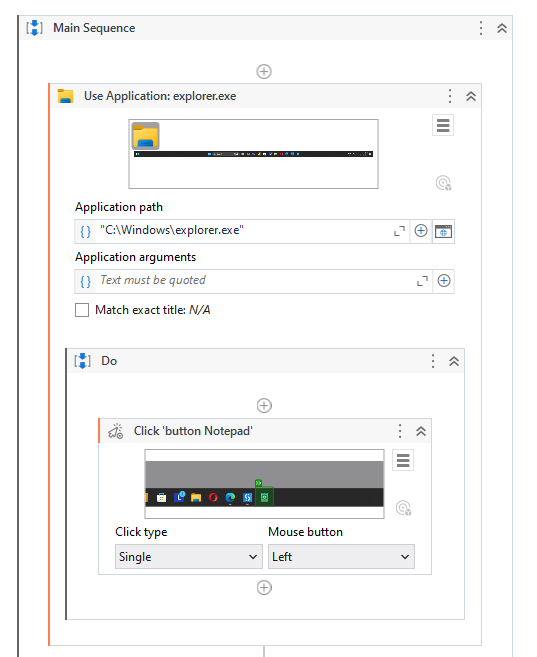 Main Sequence
Use Application: explorer.exe
Application path
"C:\Windows\explorer.exe"
Application arguments
Text must be quoted
Match exact title: N/A
Do
Click 'button Notepad'
Click type
Mouse button
Single
Left